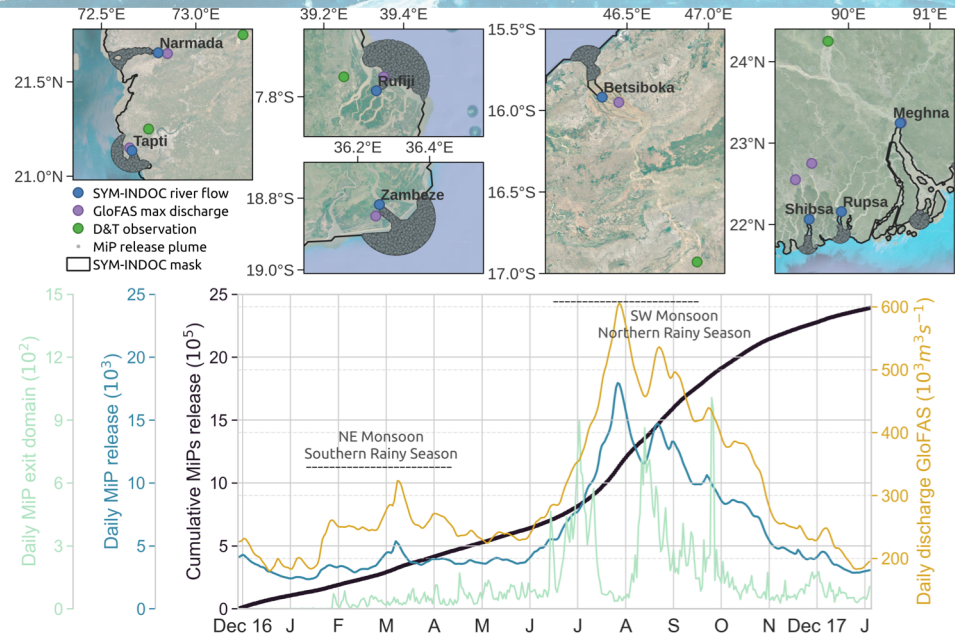 72.5°E 73.0°E 39.2°E 39.4°E 46.5°E 47.0°E 90°E 91°E
Narmada
21.5°N
Tapti
21.0°N
SYM-INDOC river flow
GloFAS max discharge
D&T observation
MiP release plume
SYM-INDOC mask
7.8°S
Rufiji
36.2°E 36.4°E
18.8°S
Zambeze
19.0°S
15.5°S
Betsiboka
16.0°S
16.5°S
17.0°S
24°N
Meghna
23°N
Shibsa
Rupsa
22°N
Daily MiP exit domain (10²)
15
12
9
6
3
0
Daily MiP release (10³)
25
20
15
10
5
0
Cumulative MiPs release (10⁵)
25
20
15
10
5
0
NE Monsoon
Southern Rainy Season
SW Monsoon
Northern Rainy Season
600
500
400
300
200
Daily discharge GloFAS (10³m³s⁻¹)
Dec 16 J F M A M J J A S O N Dec 17 J